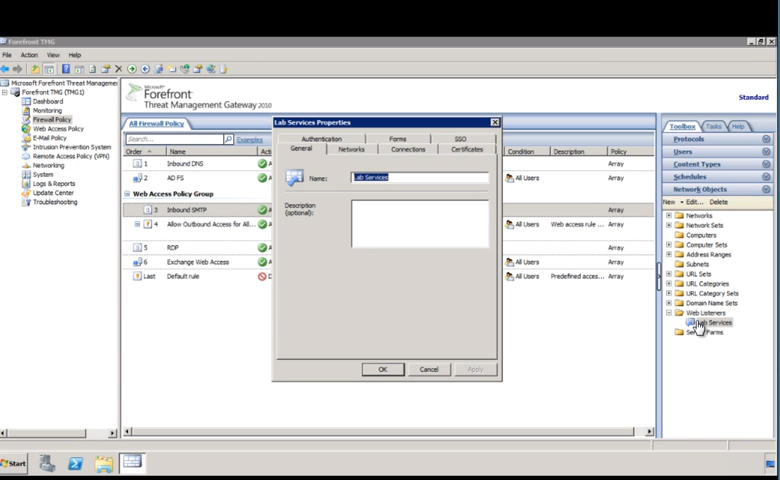 Forefront TMG
File Action View Help
Microsoft Forefront Threat Managemen
Forefront TMG (TMG1)
Dashboard
Monitoring
Firewall Policy
Web Access Policy
E-Mail Policy
Intrusion Prevention System
Remote Access Policy (VPN)
Networking
System
Logs & Reports
Update Center
Troubleshooting
Microsoft
Forefront
Threat Management Gateway 2010
Standard
All Firewall Policy
Search... Examples
Order Name Condition Description Policy
1 Inbound DNS Array
2 AD FS All Users Array
Web Access Policy Group
3 Inbound SMTP Array
4 Allow Outbound Access for All... All Users Web access rule ... Array
5 RDP Array
6 Exchange Web Access All Users Array
Last Default rule All Users Predefined acces... Array
Lab Services Properties
Authentication Forms SSO
General Networks Connections Certificates
Name: Lab Services
Description
(optional):
OK Cancel Apply
Toolbox Tasks Help
Protocols
Users
Content Types
Schedules
Network Objects
New Edit... Delete
Networks
Network Sets
Computers
Computer Sets
Address Ranges
Subnets
URL Sets
URL Categories
URL Category Sets
Domain Name Sets
Web Listeners
Lab Services
Start